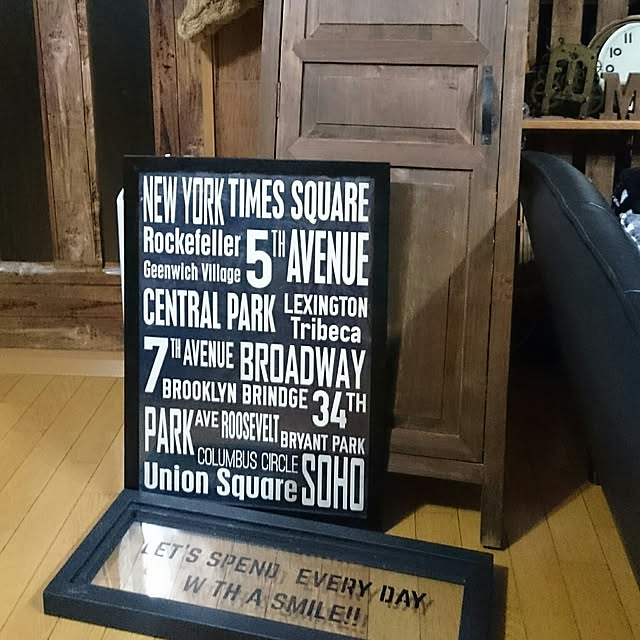 NEW YORK TIMES SQUARE
Rockefeller 5TH AVENUE
Geenwich Village
CENTRAL PARK LEXINGTON
Tribeca
7TH AVENUE BROADWAY
BROOKLYN BRINDGE 34TH
PARK AVE ROOSEVELT BRYANT PARK
COLUMBUS CIRCLE
Union Square SOHO
LET'S SPEND EVERY DAY
W TH A SMILE!!